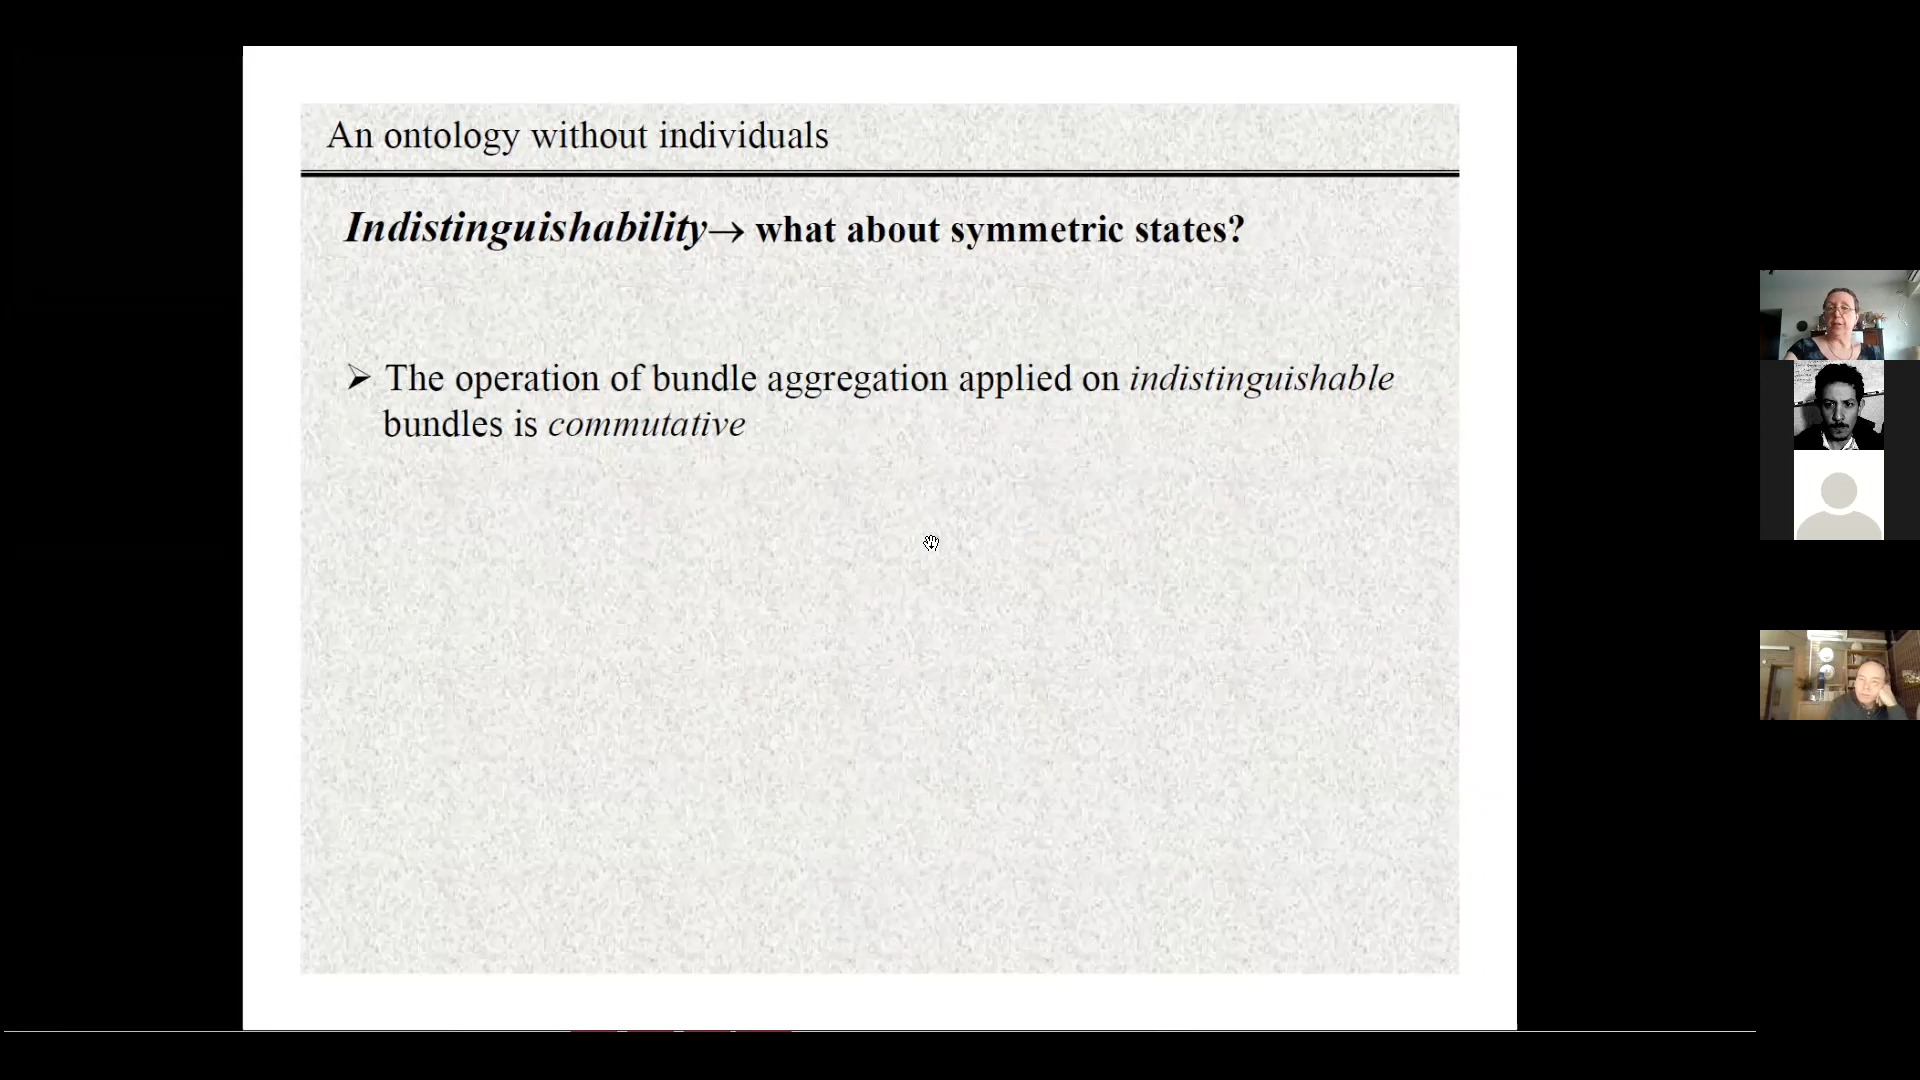 An ontology without individuals
Indistinguishability→ what about symmetric states?
➢ The operation of bundle aggregation applied on indistinguishable
bundles is commutative